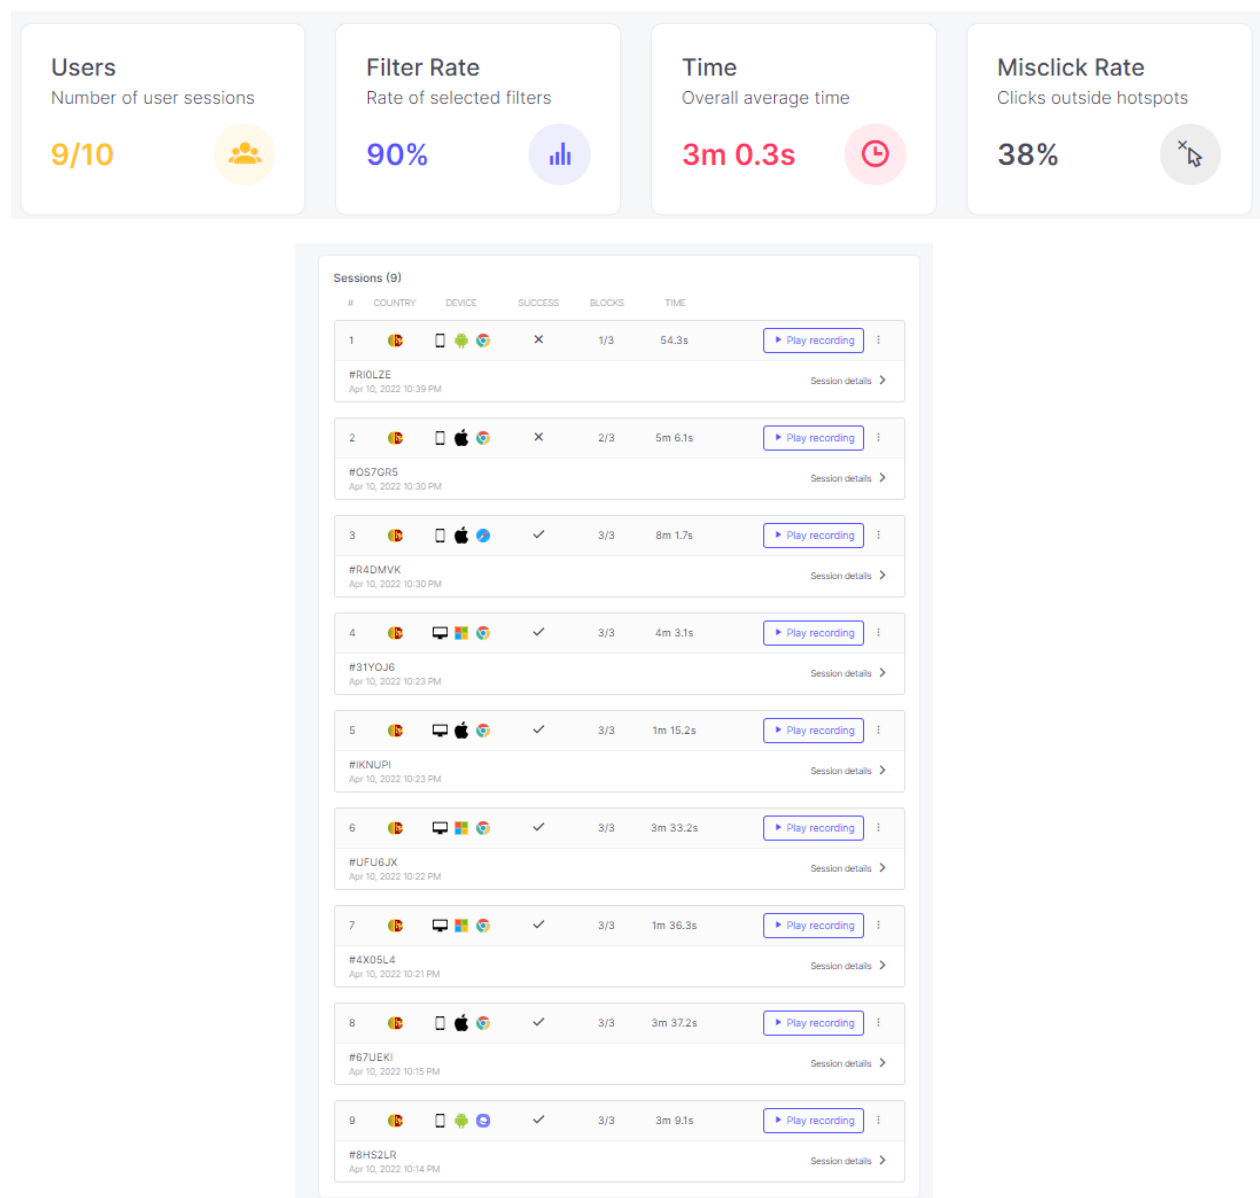 Users
Number of user sessions
9/10
Filter Rate
Rate of selected filters
90%
Time
Overall average time
3m 0.3s
Misclick Rate
Clicks outside hotspots
38%
Sessions (9)
# COUNTRY DEVICE SUCCESS BLOCKS TIME
1 1/3 54.3s Play recording
#RI0LZE
Apr 10, 2022 10:39 PM
Session details
2 2/3 5m 6.1s Play recording
#OS7GR5
Apr 10, 2022 10:30 PM
Session details
3 3/3 8m 1.7s Play recording
#R4DMVK
Apr 10, 2022 10:30 PM
Session details
4 3/3 4m 3.1s Play recording
#31YOJ6
Apr 10, 2022 10:23 PM
Session details
5 3/3 1m 15.2s Play recording
#IKNUPI
Apr 10, 2022 10:23 PM
Session details
6 3/3 3m 33.2s Play recording
#UFU6JX
Apr 10, 2022 10:22 PM
Session details
7 3/3 1m 36.3s Play recording
#4X05L4
Apr 10, 2022 10:21 PM
Session details
8 3/3 3m 37.2s Play recording
#67UEKI
Apr 10, 2022 10:15 PM
Session details
9 3/3 3m 9.1s Play recording
#8HS2LR
Apr 10, 2022 10:14 PM
Session details